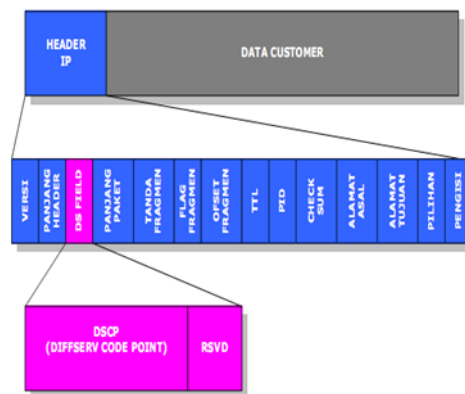 HEADER
IP
DATA CUSTOMER
VERSI
PANJANG
HEADER
DS FIELD
PANJANG
PAKET
TANDA
FRAGMEN
FLAG
FRAGMEN
OFSET
FRAGMEN
TTL
PID
CHECK
SUM
ALAMAT
ASAL
ALAMAT
TUJUAN
PILIHAN
PENGISI
DSCP
(DIFFSERV CODE POINT)
RSVD